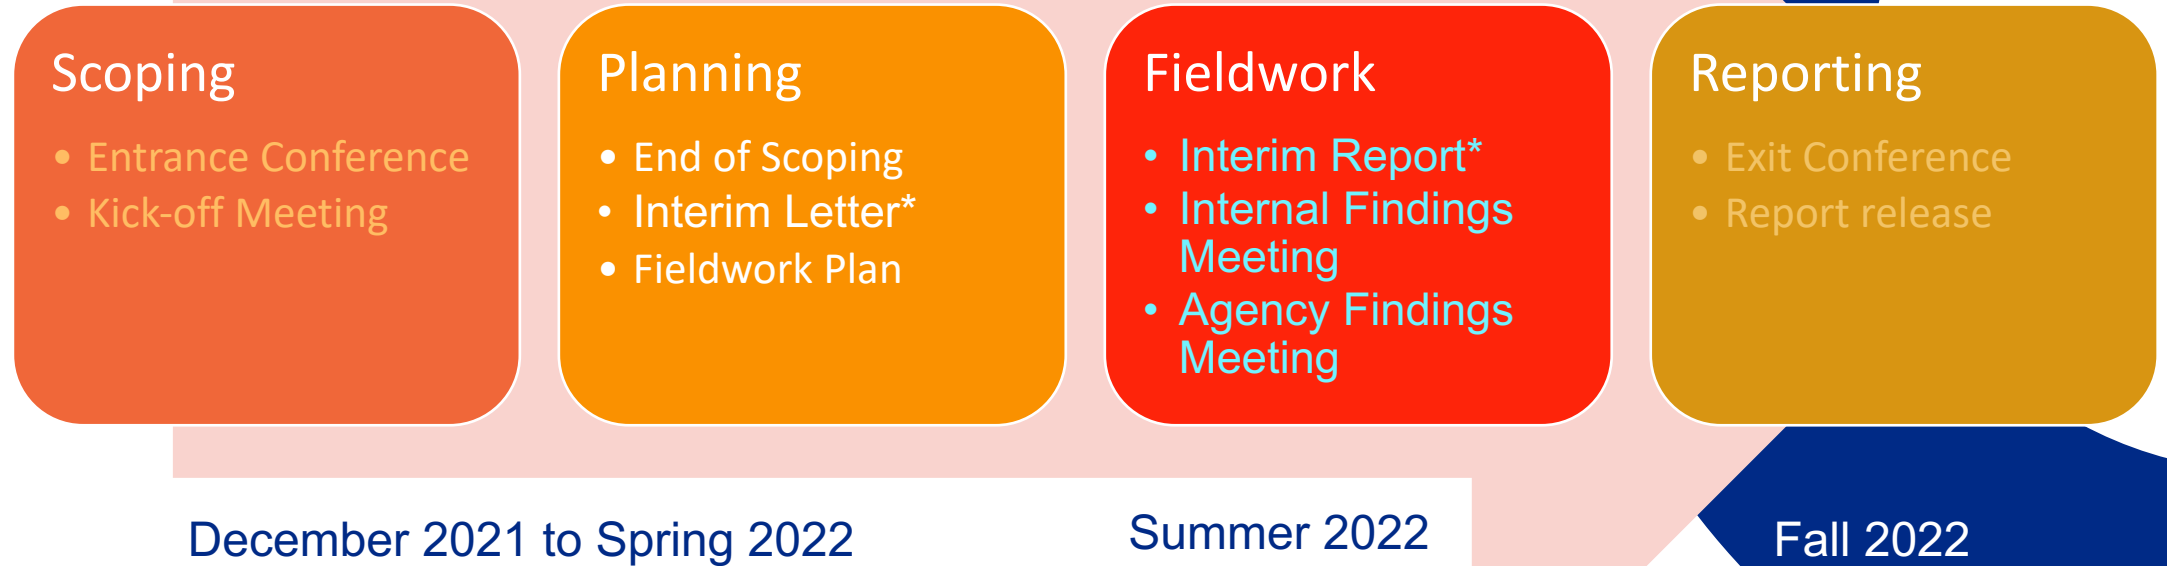 Scoping
• Entrance Conference
• Kick-off Meeting
Planning
• End of Scoping
• Interim Letter*
• Fieldwork Plan
Fieldwork
• Interim Report*
• Internal Findings
Meeting
• Agency Findings
Meeting
Reporting
• Exit Conference
• Report release
December 2021 to Spring 2022
Summer 2022
Fall 2022